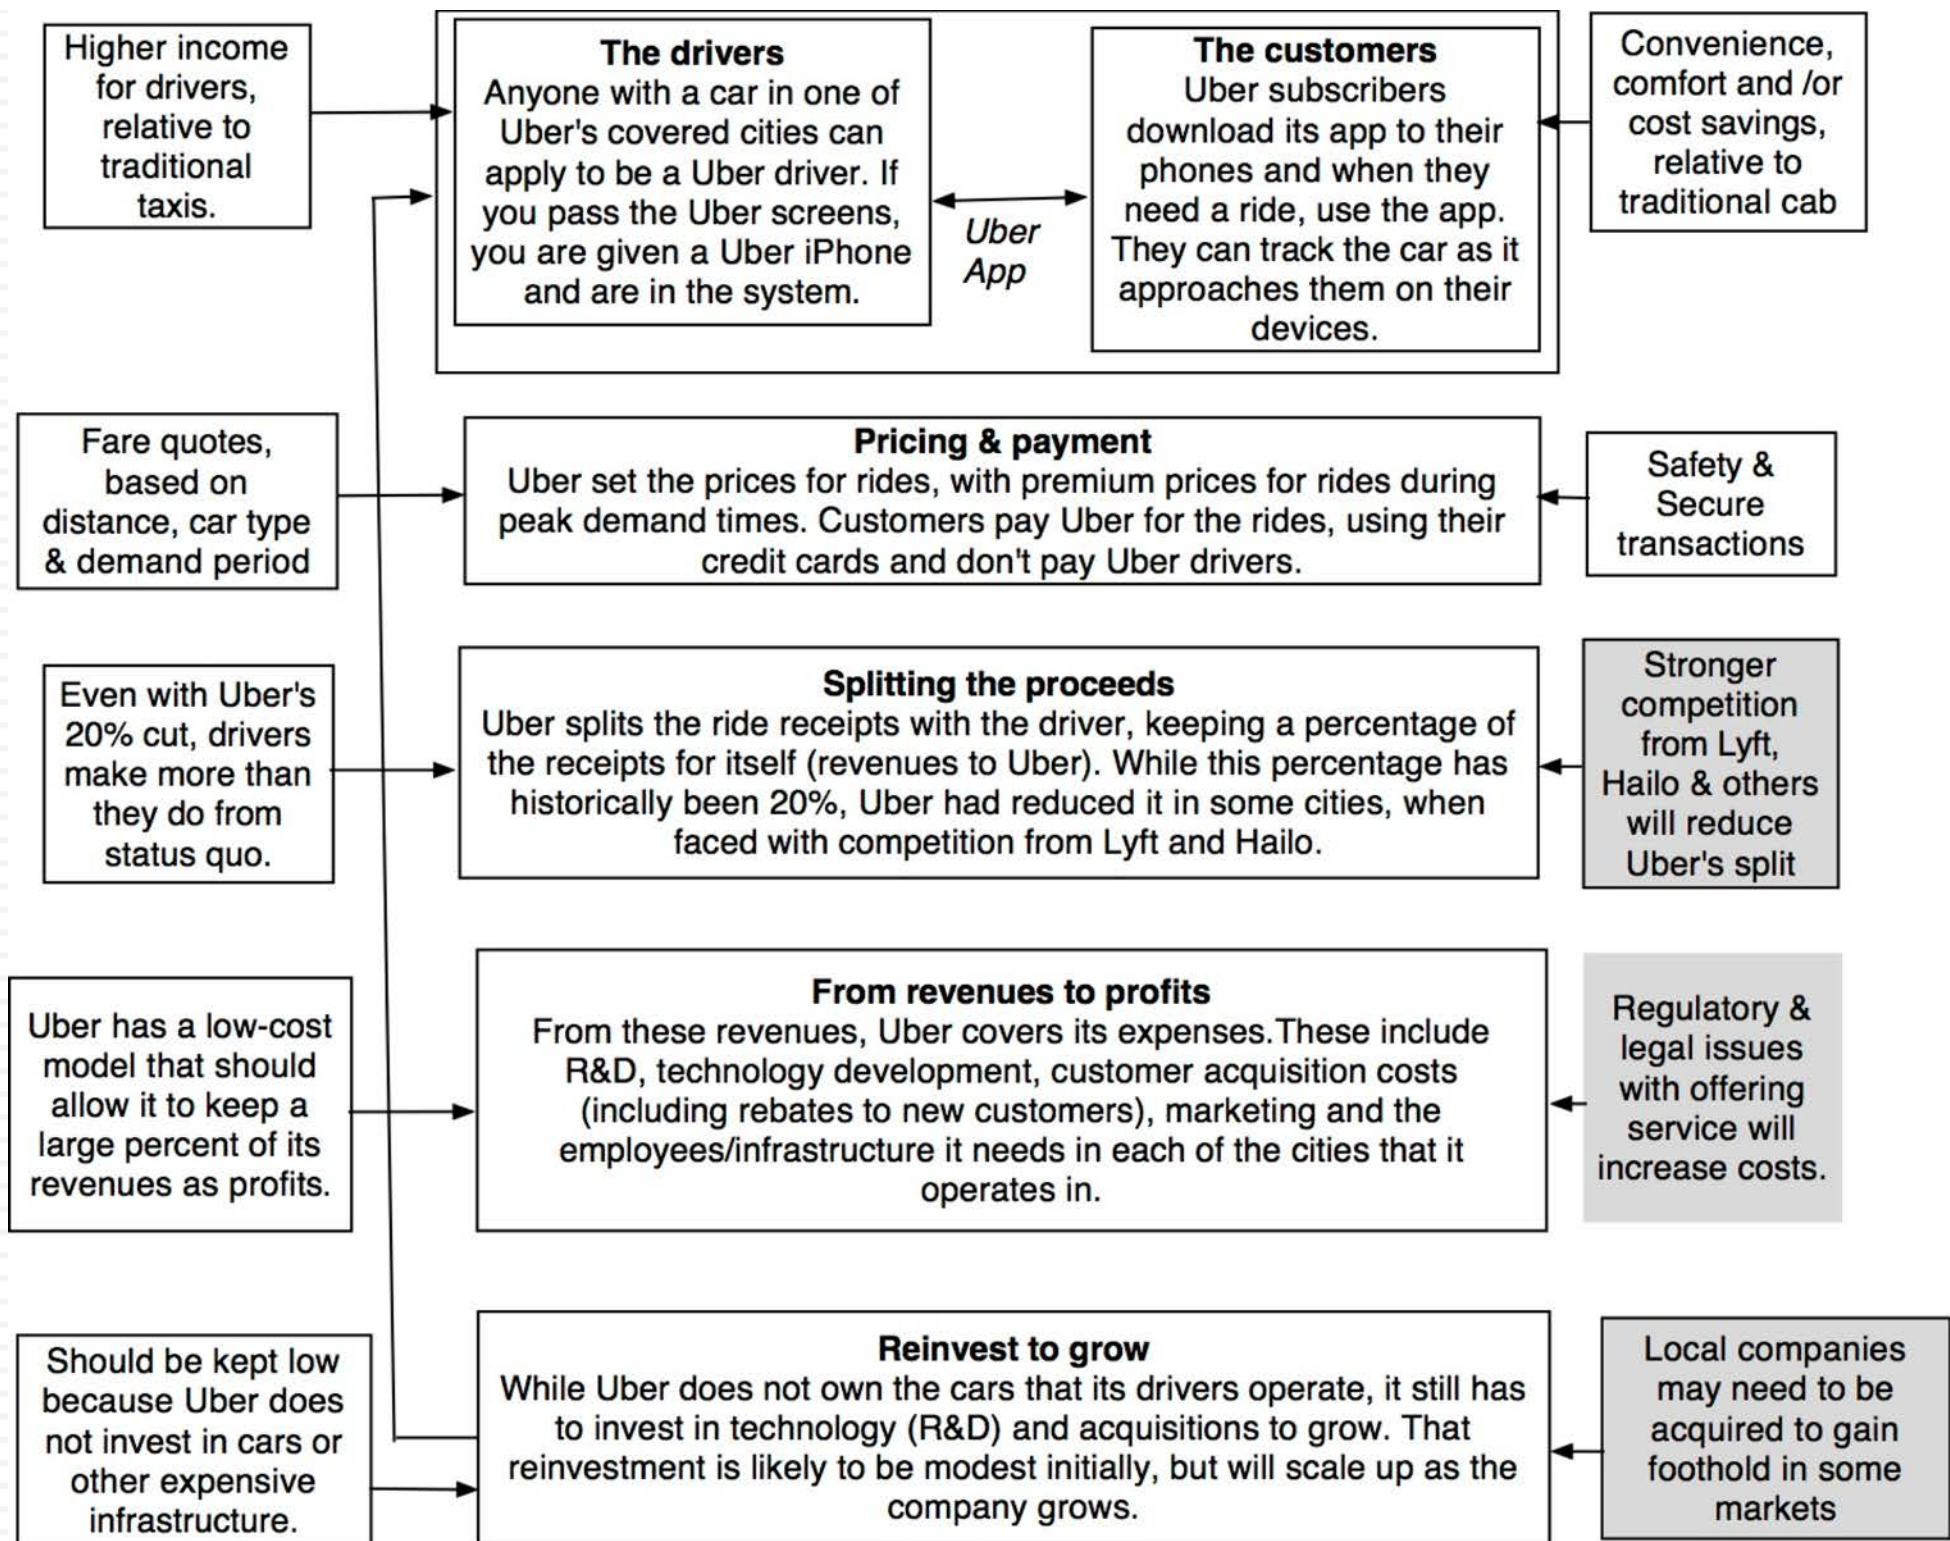 Higher income
for drivers,
relative to
traditional
taxis.
The drivers
Anyone with a car in one of
Uber's covered cities can
apply to be a Uber driver. If
you pass the Uber screens,
you are given a Uber iPhone
and are in the system.
Uber
App
The customers
Uber subscribers
download its app to their
phones and when they
need a ride, use the app.
They can track the car as it
approaches them on their
devices.
Convenience,
comfort and /or
cost savings,
relative to
traditional cab
Fare quotes,
based on
distance, car type
& demand period
Pricing & payment
Uber set the prices for rides, with premium prices for rides during
peak demand times. Customers pay Uber for the rides, using their
credit cards and don't pay Uber drivers.
Safety &
Secure
transactions
Even with Uber's
20% cut, drivers
make more than
they do from
status quo.
Splitting the proceeds
Uber splits the ride receipts with the driver, keeping a percentage of
the receipts for itself (revenues to Uber). While this percentage has
historically been 20%, Uber had reduced it in some cities, when
faced with competition from Lyft and Hailo.
Stronger
competition
from Lyft,
Hailo & others
will reduce
Uber's split
Uber has a low-cost
model that should
allow it to keep a
large percent of its
revenues as profits.
From revenues to profits
From these revenues, Uber covers its expenses.These include
R&D, technology development, customer acquisition costs
(including rebates to new customers), marketing and the
employees/infrastructure it needs in each of the cities that it
operates in.
Regulatory &
legal issues
with offering
service will
increase costs.
Should be kept low
because Uber does
not invest in cars or
other expensive
infrastructure.
Reinvest to grow
While Uber does not own the cars that its drivers operate, it still has
to invest in technology (R&D) and acquisitions to grow. That
reinvestment is likely to be modest initially, but will scale up as the
company grows.
Local companies
may need to be
acquired to gain
foothold in some
markets